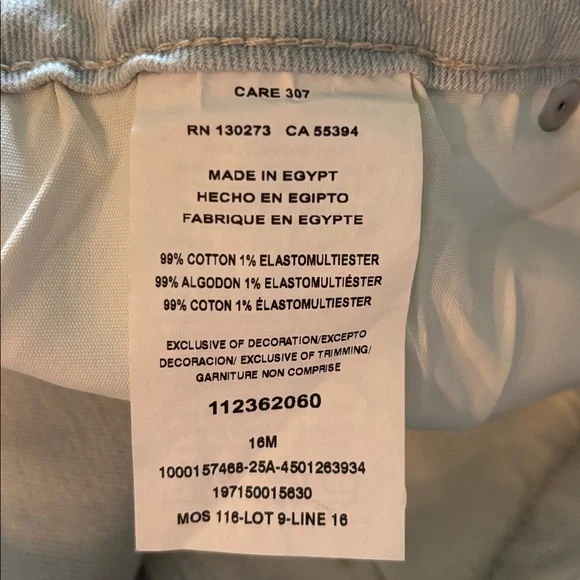 CARE 307
RN 130273 CA 55394
MADE IN EGYPT
HECHO EN EGIPTO
FABRIQUE EN EGYPTE
99% COTTON 1% ELASTOMULTIESTER
99% ALGODON 1% ELASTOMULTIÉSTER
99% COTON 1% ÉLASTOMULTIESTER
EXCLUSIVE OF DECORATION/EXCEPTO
DECORACION/ EXCLUSIVE OF TRIMMING/
GARNITURE NON COMPRISE
112362060
16M
1000157468-25A-4501263934
197150015630
MOS 116-LOT 9-LINE 16